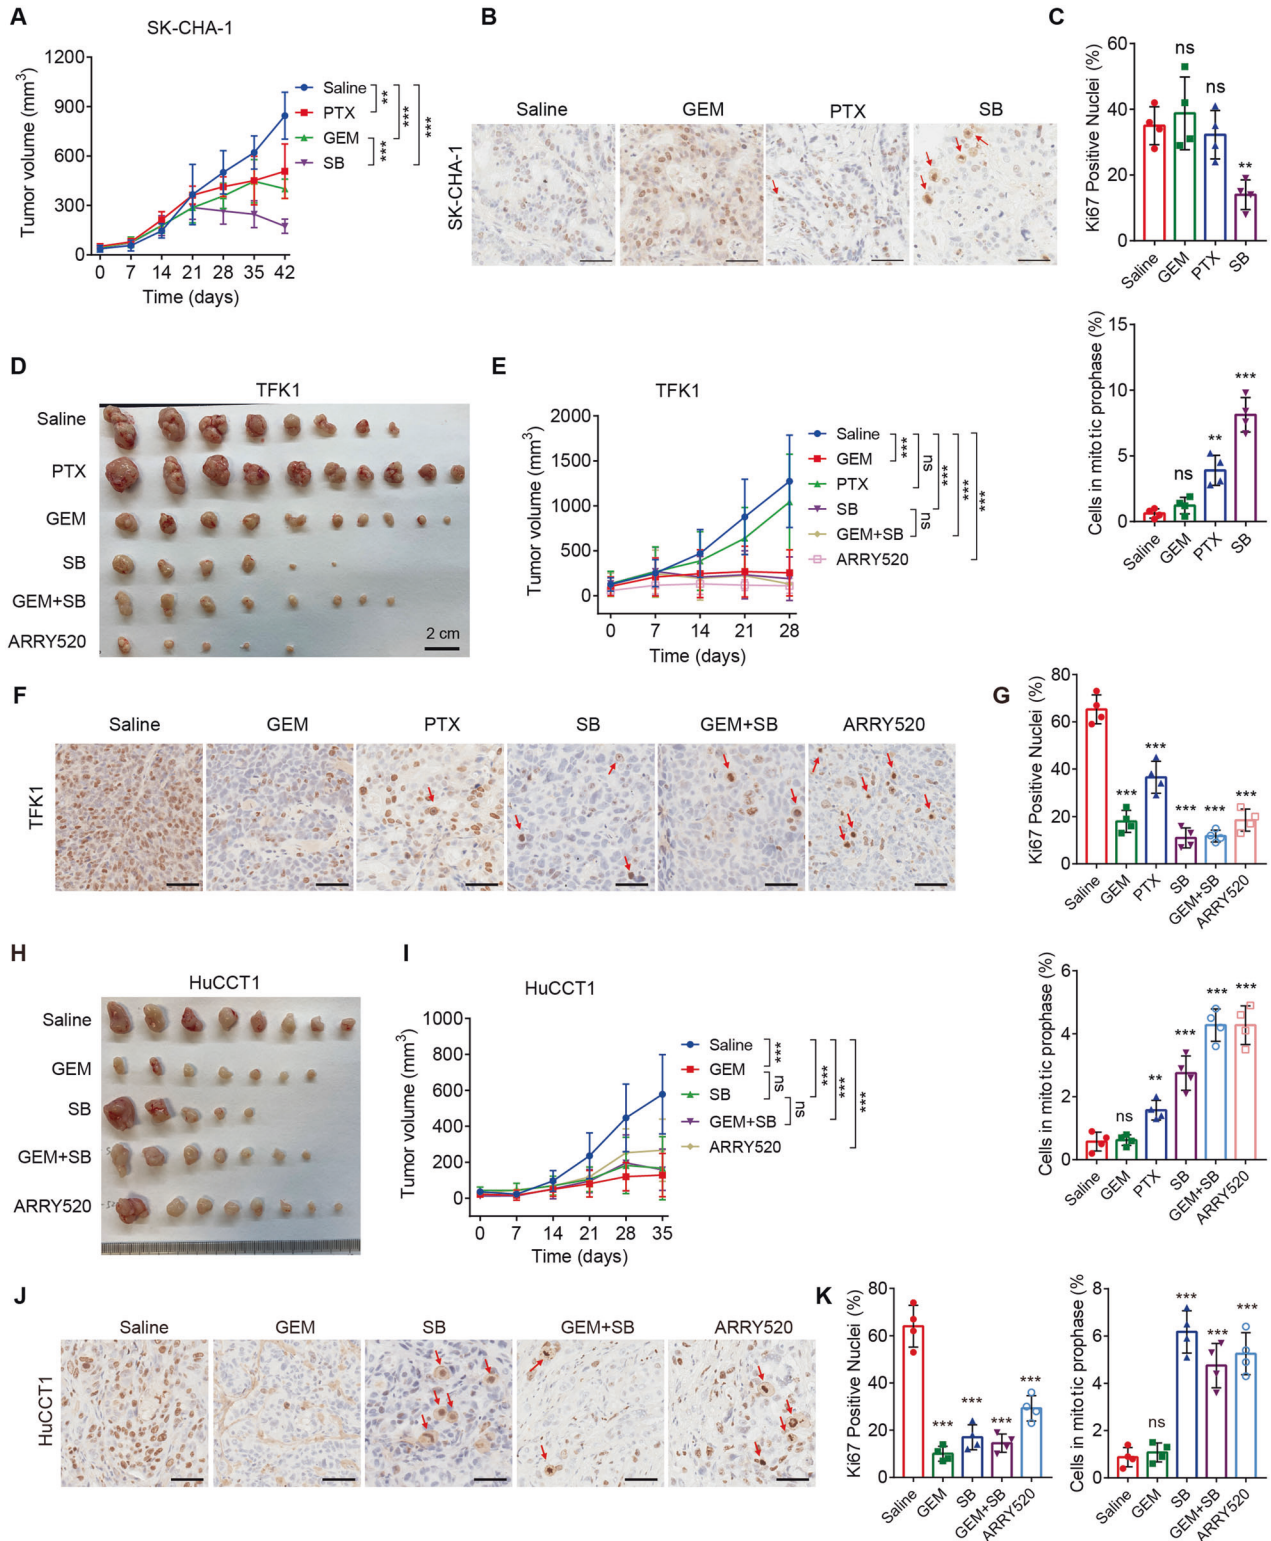 A
SK-CHA-1
Tumor volume (mm³)
1200
900
600
300
0
0 7 14 21 28 35 42
Time (days)
Saline
PTX
GEM
SB
**
***
***
***
B
Saline GEM PTX SB
SK-CHA-1
C
Ki67 Positive Nuclei (%)
60
40
20
0
ns
ns
**
Saline GEM PTX SB
Cells in mitotic prophase (%)
15
10
5
0
ns
**
***
Saline GEM PTX SB
D
TFK1
Saline
PTX
GEM
SB
GEM+SB
ARRY520
2 cm
E
TFK1
Tumor volume (mm³)
2000
1500
1000
500
0
0 7 14 21 28
Time (days)
Saline
GEM
PTX
SB
GEM+SB
ARRY520
***
ns
***
ns
***
***
F
Saline GEM PTX SB GEM+SB ARRY520
TFK1
G
Ki67 Positive Nuclei (%)
80
60
40
20
0
***
***
***
***
***
Saline GEM PTX SB GEM+SB ARRY520
Cells in mitotic prophase (%)
6
4
2
0
ns
**
***
***
***
Saline GEM PTX SB GEM+SB ARRY520
H
HuCCT1
Saline
GEM
SB
GEM+SB
ARRY520
I
HuCCT1
Tumor volume (mm³)
1000
800
600
400
200
0
0 7 14 21 28 35
Time (days)
Saline
GEM
SB
GEM+SB
ARRY520
***
ns
ns
***
***
***
J
Saline GEM SB GEM+SB ARRY520
HuCCT1
K
Ki67 Positive Nuclei (%)
80
60
40
20
0
***
***
***
***
Saline GEM SB GEM+SB ARRY520
Cells in mitotic prophase %
8
6
4
2
0
ns
***
***
***
Saline GEM SB GEM+SB ARRY520